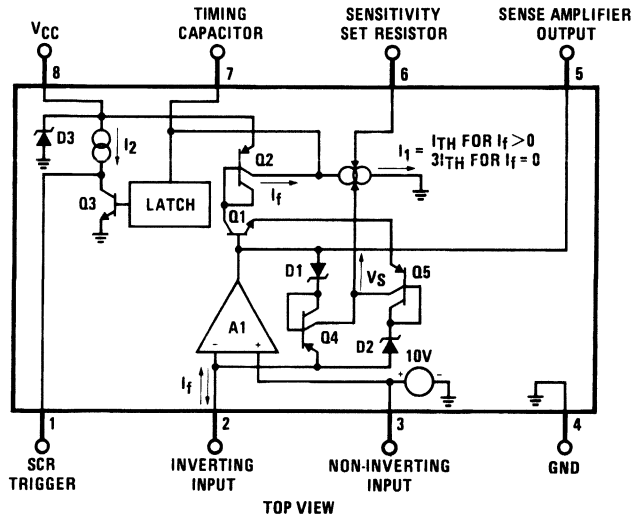 TIMING
CAPACITOR
SENSITIVITY
SET RESISTOR
SENSE AMPLIFIER
OUTPUT
VCC
8
7
6
5
D3
I2
Q2
If
I1 = ITH FOR If > 0
3ITH FOR If = 0
Q3
LATCH
Q1
D1
VS
Q5
A1
Q4
D2
- +
10V
+ -
If
1
2
3
4
SCR
TRIGGER
INVERTING
INPUT
NON-INVERTING
INPUT
GND
TOP VIEW